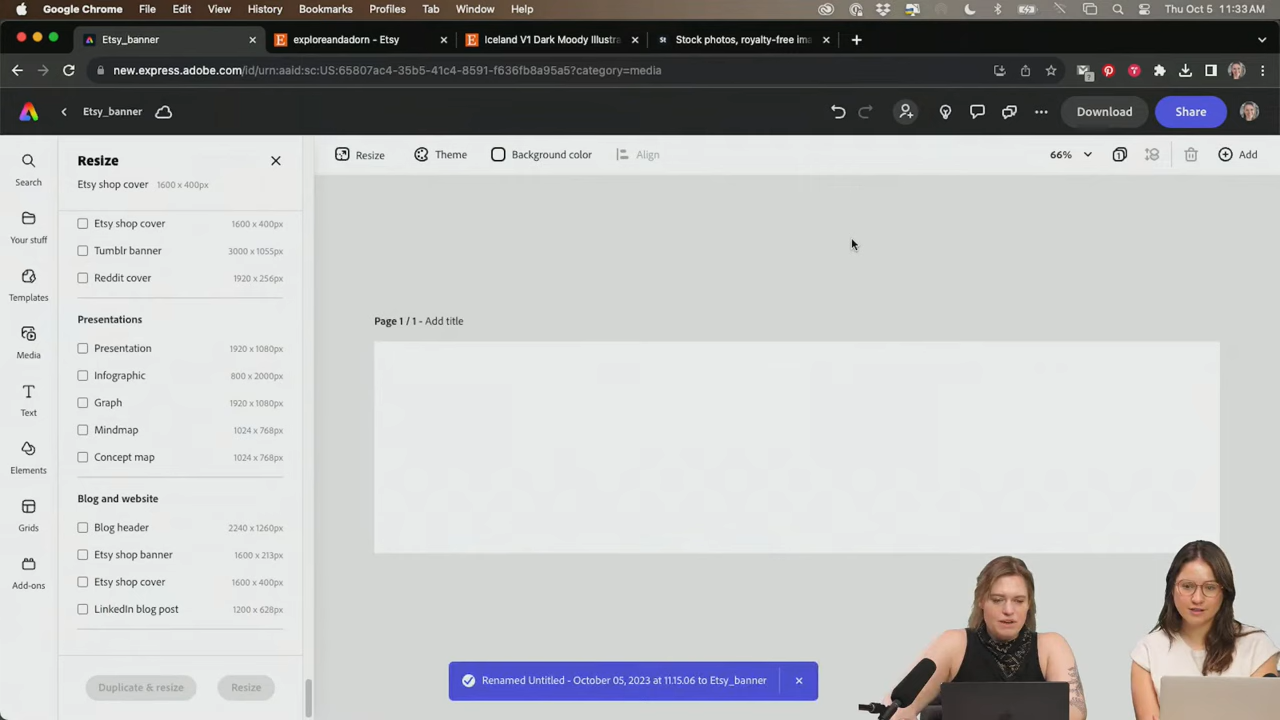 Google Chrome File Edit View History Bookmarks Profiles Tab Window Help Thu Oct 5 11:33 AM
Etsy_banner exploreandadorn - Etsy Iceland V1 Dark Moody Illustra Stock photos, royalty-free ima
new.express.adobe.com/id/urn:aaid:sc:US:65807ac4-35b5-41c4-8591-f636fb8a95a5?category=media
Etsy_banner Download Share
Resize Theme Background color Align 66% 1 Add
Search
Your stuff
Templates
Media
Text
Elements
Grids
Add-ons
Resize
Etsy shop cover 1600 x 400px
Etsy shop cover 1600 x 400px
Tumblr banner 3000 x 1055px
Reddit cover 1920 x 256px
Presentations
Presentation 1920 x 1080px
Infographic 800 x 2000px
Graph 1920 x 1080px
Mindmap 1024 x 768px
Concept map 1024 x 768px
Blog and website
Blog header 2240 x 1260px
Etsy shop banner 1600 x 213px
Etsy shop cover 1600 x 400px
LinkedIn blog post 1200 x 628px
Duplicate & resize Resize
Page 1 / 1 - Add title
Renamed Untitled - October 05, 2023 at 11.15.06 to Etsy_banner